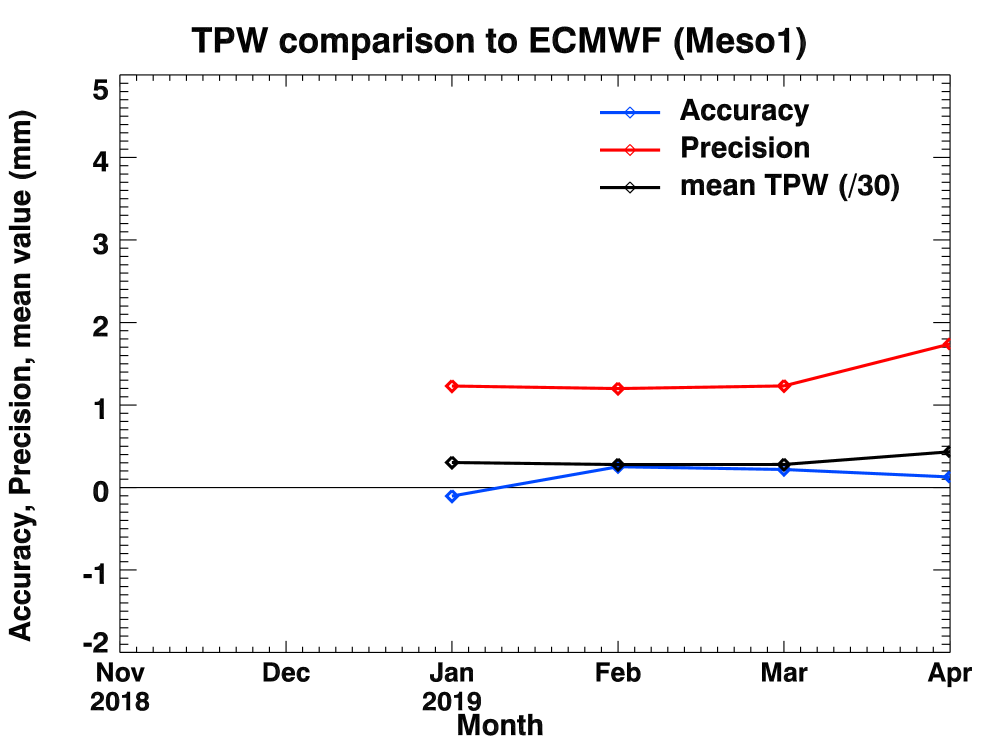 TPW comparison to ECMWF (Meso1)
Accuracy, Precision, mean value (mm)
5
4
3
2
1
0
-1
-2
Accuracy
Precision
mean TPW (/30)
Nov Dec Jan Feb Mar Apr
2018 2019
Month